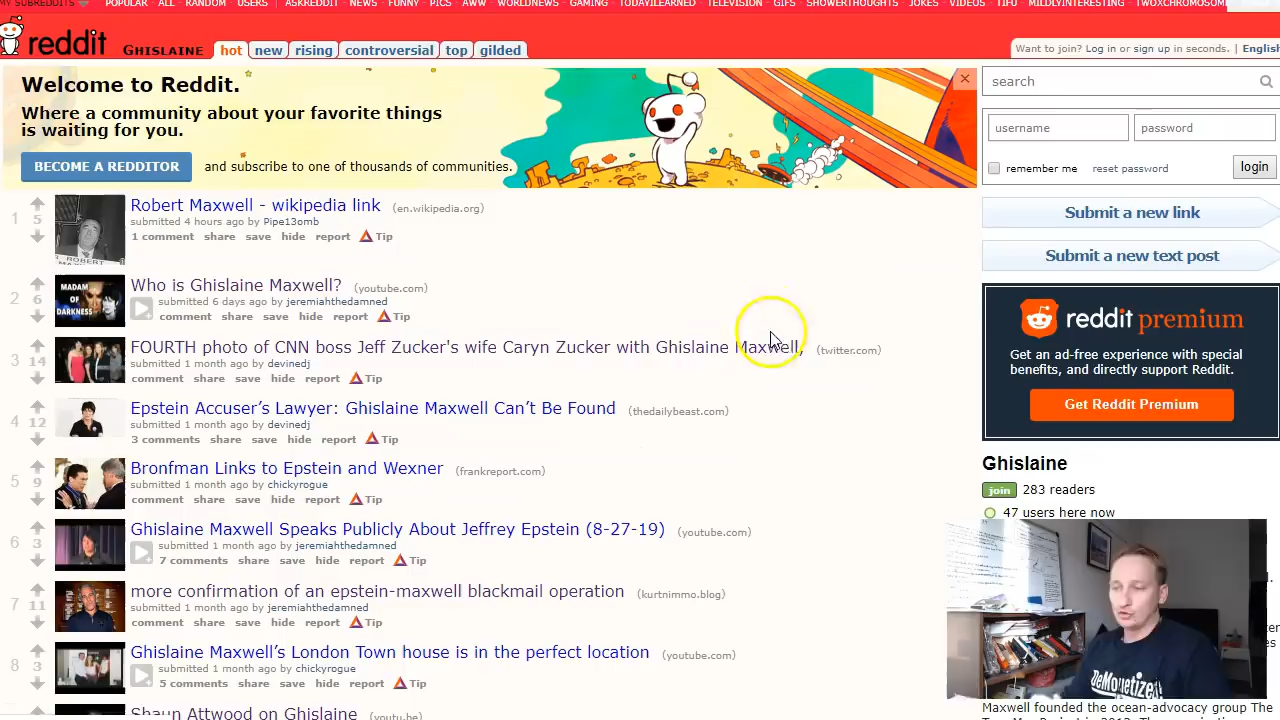 MY SUBREDDITS POPULAR - ALL - RANDOM - USERS | ASKREDDIT - NEWS - FUNNY - PICS - AWW - WORLDNEWS - GAMING - TODAYILEARNED - TELEVISION - GIFS - SHOWERTHOUGHTS - JOKES - VIDEOS - TIFU - MILDLYINTERESTING - TWOXCHROMOSOM
reddit GHISLAINE hot new rising controversial top gilded
Want to join? Log in or sign up in seconds. | English
Welcome to Reddit.
Where a community about your favorite things
is waiting for you.
BECOME A REDDITOR and subscribe to one of thousands of communities.
1
5
Robert Maxwell - wikipedia link (en.wikipedia.org)
submitted 4 hours ago by Pipe13omb
1 comment share save hide report Tip
2
6
MADAM OF DARKNESS
Who is Ghislaine Maxwell? (youtube.com)
submitted 6 days ago by jeremiahthedamned
comment share save hide report Tip
3
14
FOURTH photo of CNN boss Jeff Zucker's wife Caryn Zucker with Ghislaine Maxwell, (twitter.com)
submitted 1 month ago by devinedj
comment share save hide report Tip
4
12
Epstein Accuser’s Lawyer: Ghislaine Maxwell Can’t Be Found (thedailybeast.com)
submitted 1 month ago by devinedj
3 comments share save hide report Tip
5
9
Bronfman Links to Epstein and Wexner (frankreport.com)
submitted 1 month ago by chickyrogue
comment share save hide report Tip
6
3
Ghislaine Maxwell Speaks Publicly About Jeffrey Epstein (8-27-19) (youtube.com)
submitted 1 month ago by jeremiahthedamned
7 comments share save hide report Tip
7
11
more confirmation of an epstein-maxwell blackmail operation (kurtnimmo.blog)
submitted 1 month ago by jeremiahthedamned
comment share save hide report Tip
8
3
Ghislaine Maxwell’s London Town house is in the perfect location (youtube.com)
submitted 1 month ago by chickyrogue
5 comments share save hide report Tip
Shaun Attwood on Ghislaine (youtu.be)
search
username password
remember me reset password login
Submit a new link
Submit a new text post
reddit premium
Get an ad-free experience with special
benefits, and directly support Reddit.
Get Reddit Premium
Ghislaine
join 283 readers
47 users here now
DeMonetized
Maxwell founded the ocean-advocacy group The